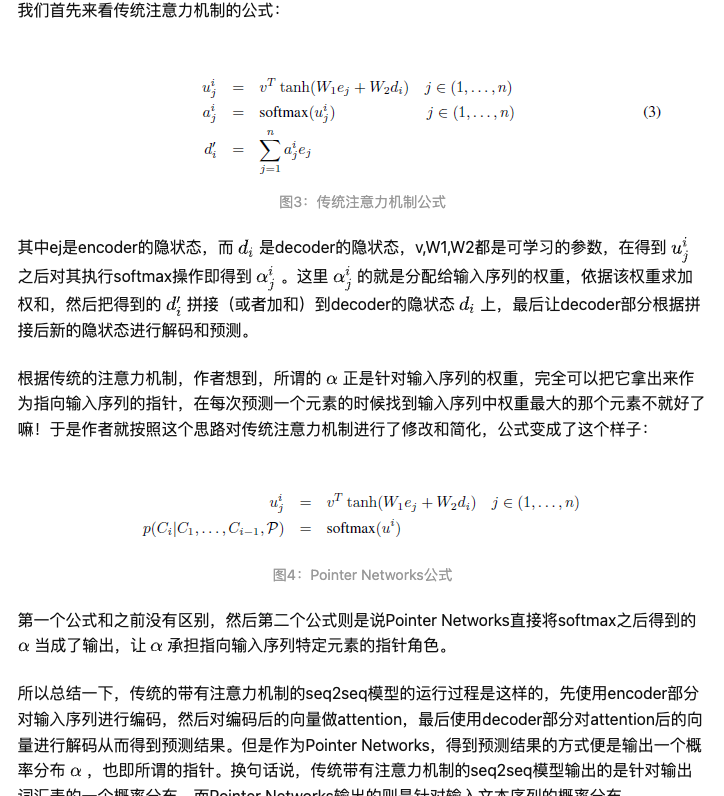 我们首先来看传统注意力机制的公式：
u_j^i = v^T tanh(W_1e_j + W_2d_i) j ∈ (1, . . . , n)
a_j^i = softmax(u_j^i) j ∈ (1, . . . , n) (3)
d'_i = ∑_{j=1}^{n} a_j^i e_j
图3：传统注意力机制公式
其中ej是encoder的隐状态，而 d_i 是decoder的隐状态，v,W1,W2都是可学习的参数，在得到 u_j^i
之后对其执行softmax操作即得到 α_j^i 。这里 α_j^i 的就是分配给输入序列的权重，依据该权重求加
权和，然后把得到的 d'_i 拼接（或者加和）到decoder的隐状态 d_i 上，最后让decoder部分根据拼
接后新的隐状态进行解码和预测。
根据传统的注意力机制，作者想到，所谓的 α 正是针对输入序列的权重，完全可以把它拿出来作
为指向输入序列的指针，在每次预测一个元素的时候找到输入序列中权重最大的那个元素不就好了
嘛！于是作者就按照这个思路对传统注意力机制进行了修改和简化，公式变成了这个样子：
u_j^i = v^T tanh(W_1e_j + W_2d_i) j ∈ (1, . . . , n)
p(C_i|C_1, . . . , C_{i−1}, P) = softmax(u^i)
图4：Pointer Networks公式
第一个公式和之前没有区别，然后第二个公式则是说Pointer Networks直接将softmax之后得到的
α 当成了输出，让 α 承担指向输入序列特定元素的指针角色。
所以总结一下，传统的带有注意力机制的seq2seq模型的运行过程是这样的，先使用encoder部分
对输入序列进行编码，然后对编码后的向量做attention，最后使用decoder部分对attention后的向
量进行解码从而得到预测结果。但是作为Pointer Networks，得到预测结果的方式便是输出一个概
率分布 α ，也即所谓的指针。换句话说，传统带有注意力机制的seq2seq模型输出的是针对输出
词汇表的一个概率分布，而Pointer Networks输出的则是针对输入文本序列的概率分布